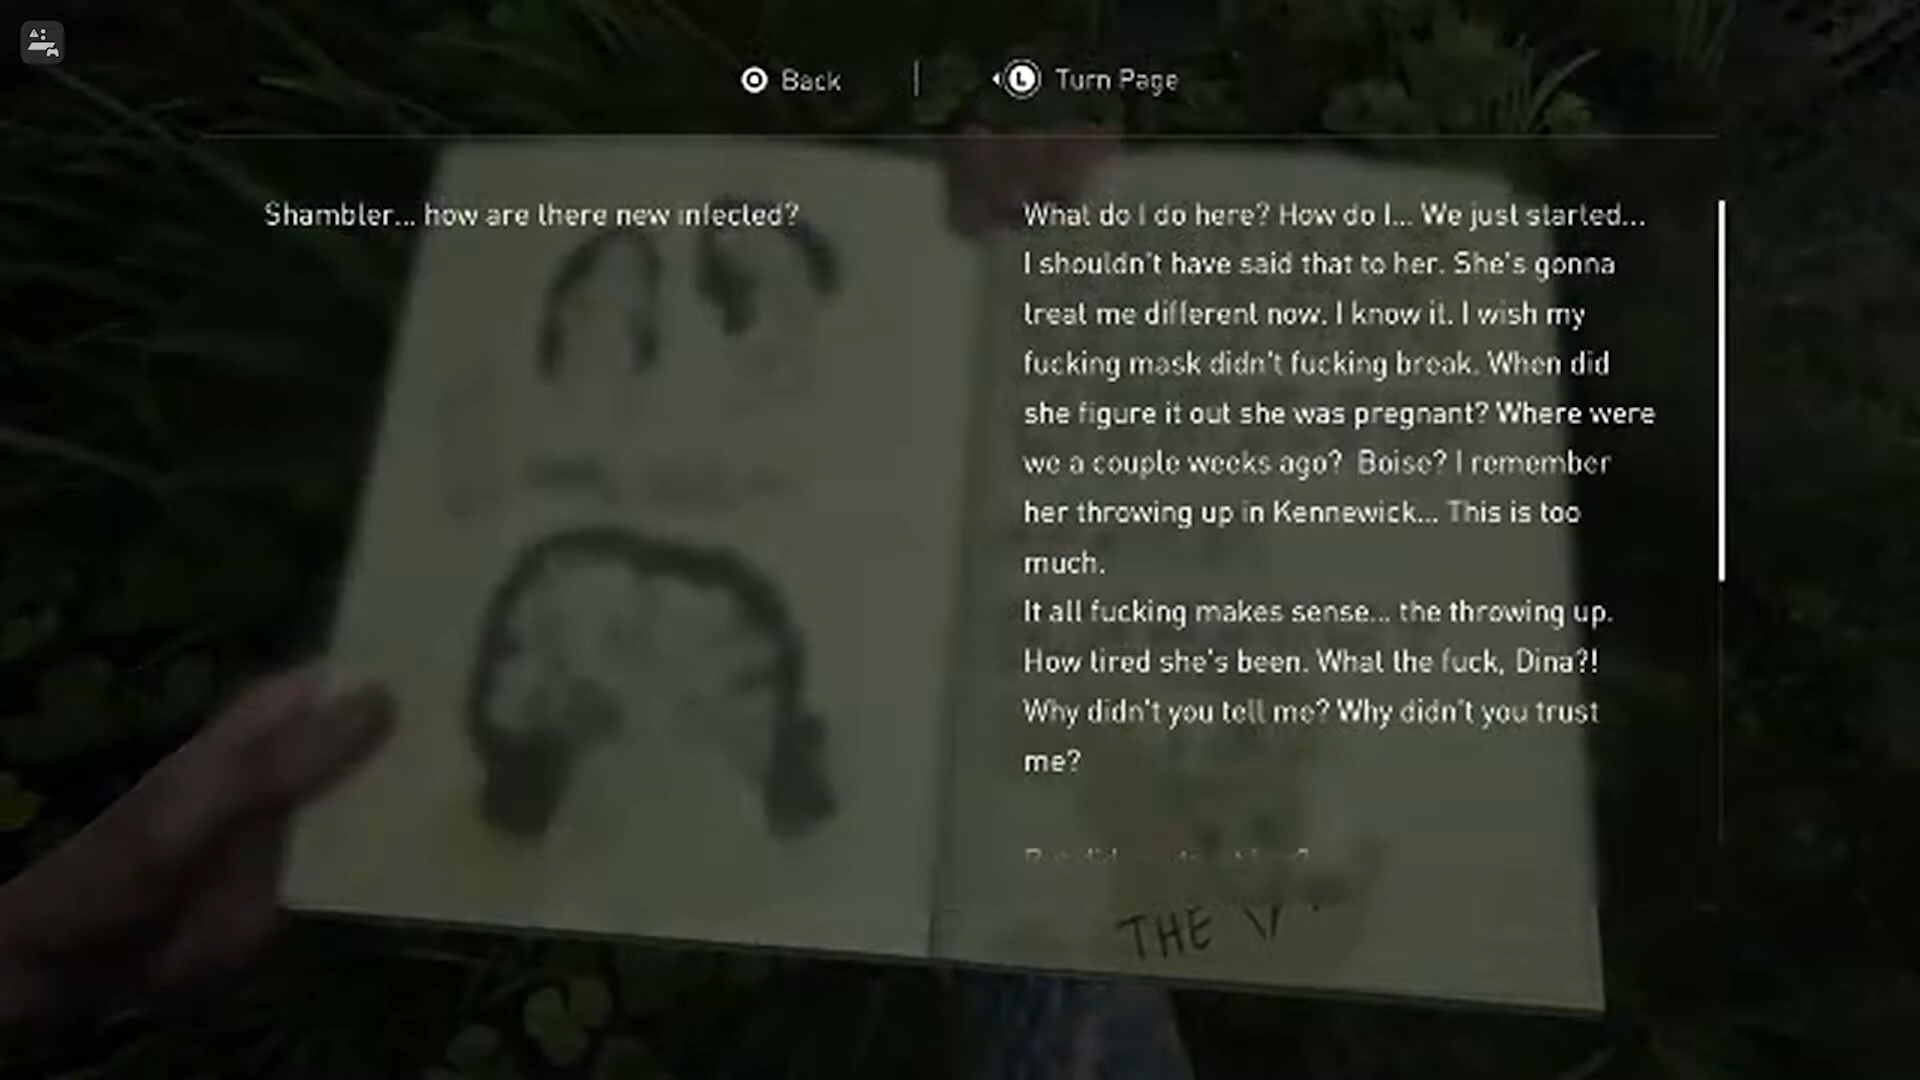 Back
Turn Page
Shambler... how are there new infected?
What do I do here? How do I... We just started...
I shouldn't have said that to her. She's gonna
treat me different now. I know it. I wish my
fucking mask didn't fucking break. When did
she figure it out she was pregnant? Where were
we a couple weeks ago? Boise? I remember
her throwing up in Kennewick... This is too
much.
It all fucking makes sense... the throwing up.
How tired she's been. What the fuck, Dina?!
Why didn't you tell me? Why didn't you trust
me?
THE